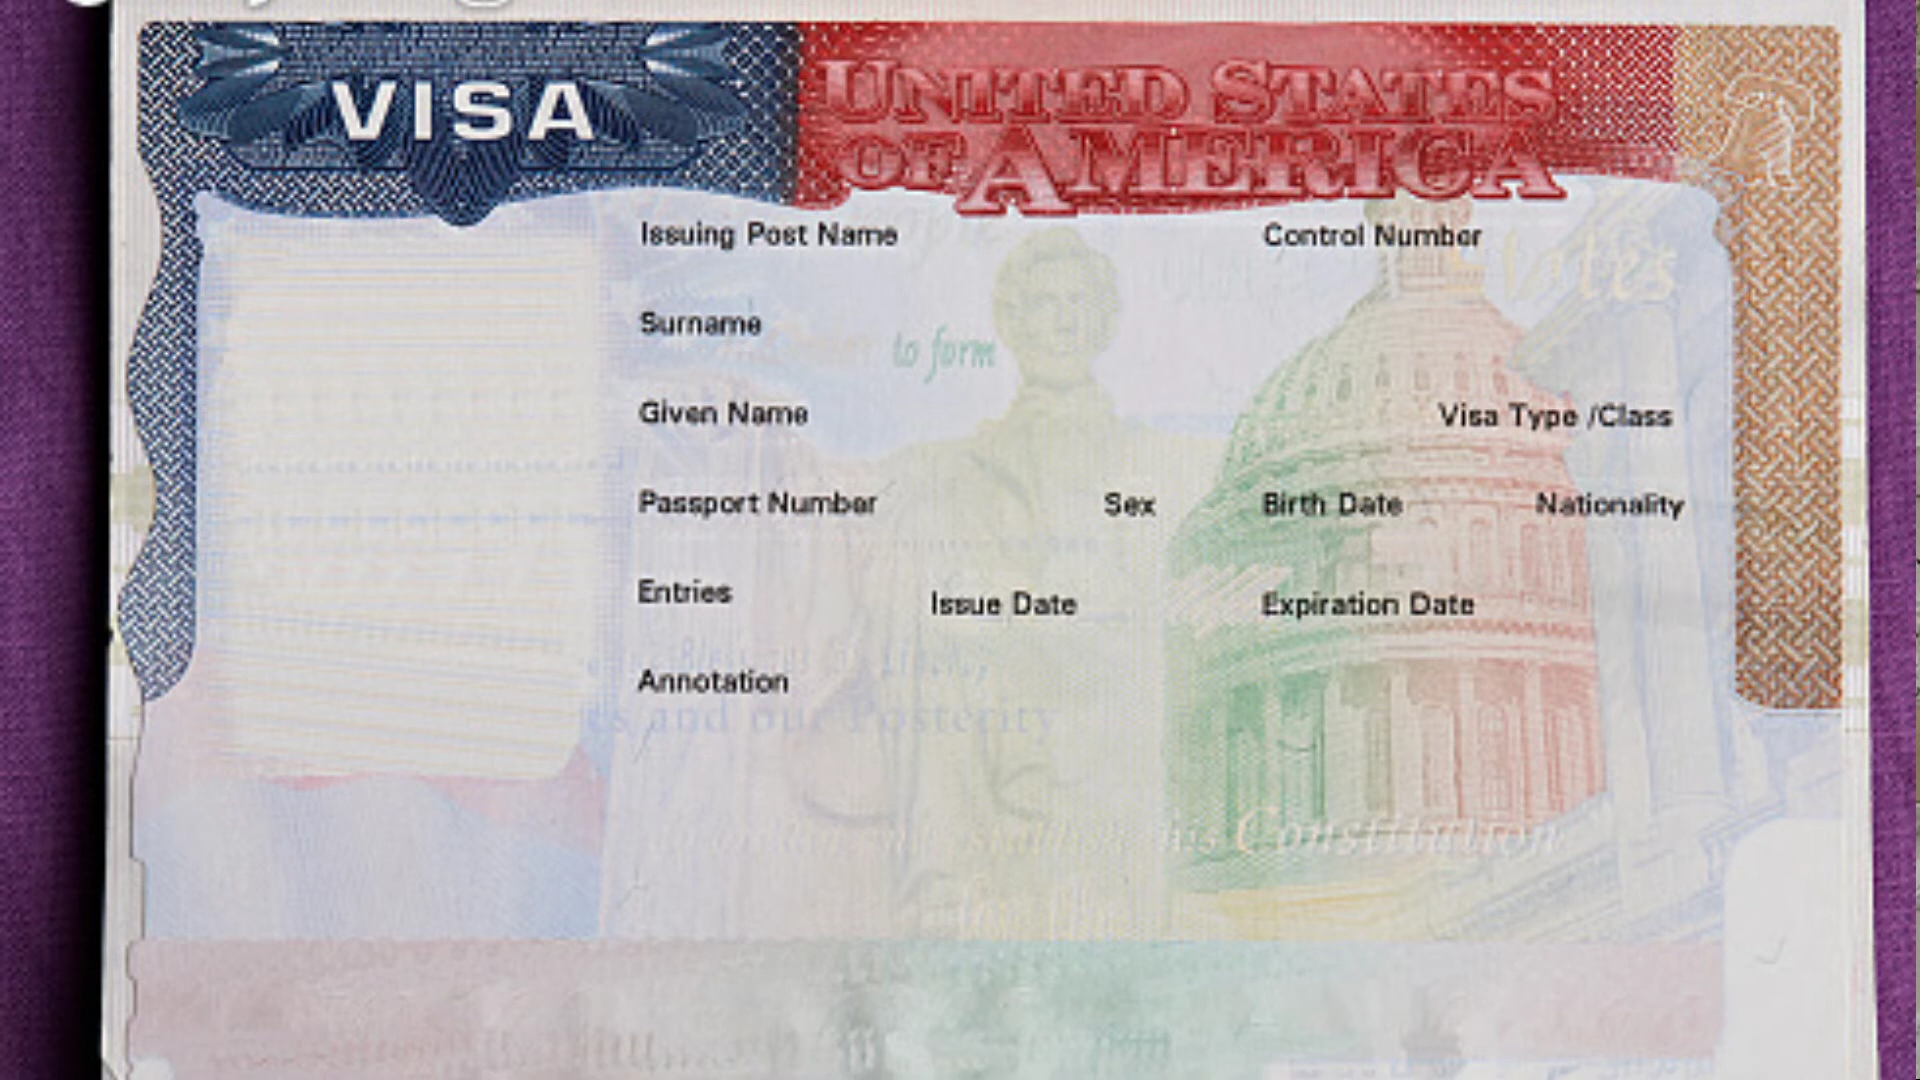 VISA
UNITED STATES
OF AMERICA
Issuing Post Name
Control Number
Surname
to form
Given Name
Visa Type /Class
Passport Number
Sex
Birth Date
Nationality
Entries
Issue Date
Expiration Date
Annotation
es and our Posterity
Constitution